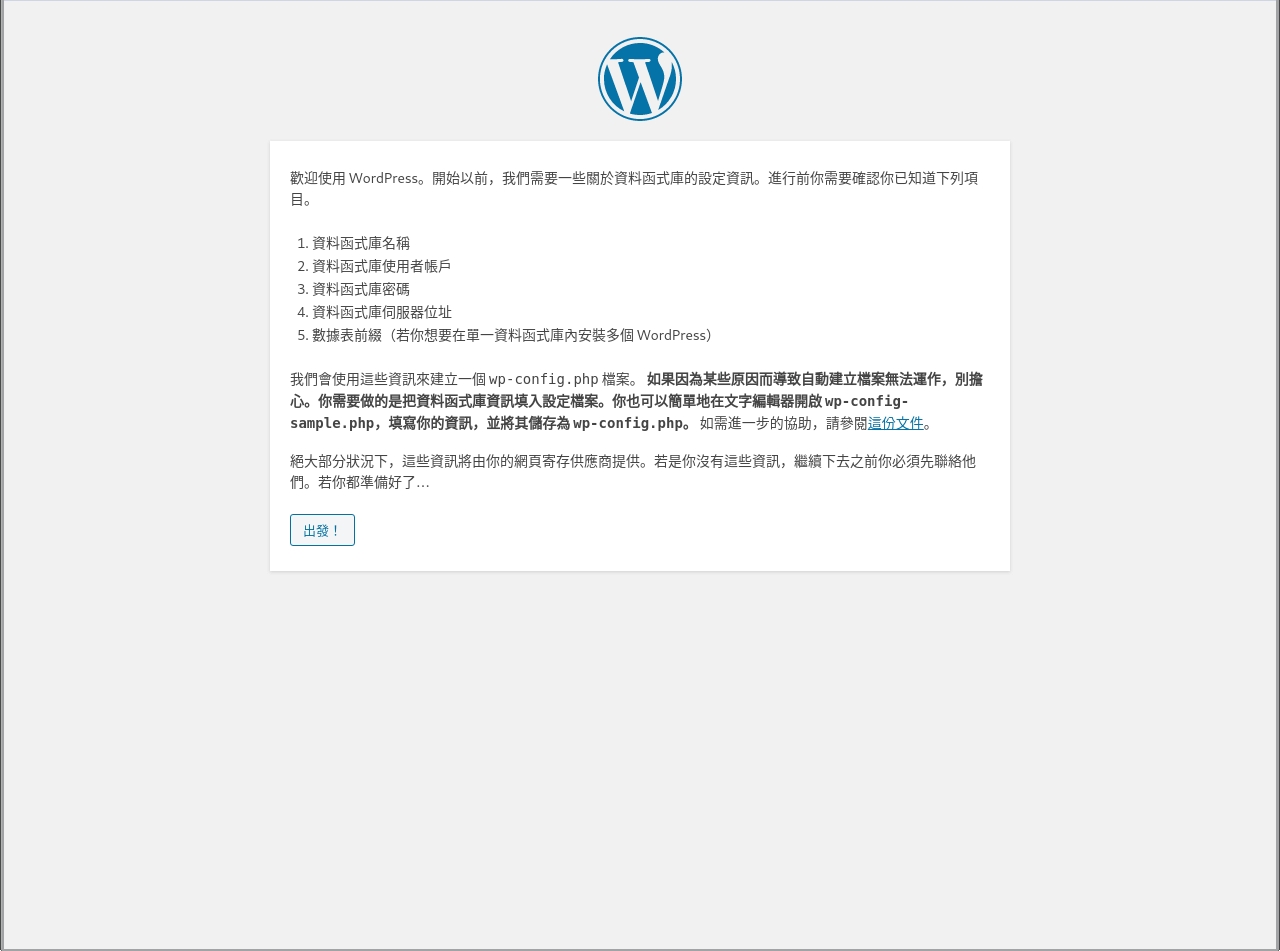 歡迎使用 WordPress。開始以前，我們需要一些關於資料函式庫的設定資訊。進行前你需要確認你已知道下列項
目。
1. 資料函式庫名稱
2. 資料函式庫使用者帳戶
3. 資料函式庫密碼
4. 資料函式庫伺服器位址
5. 數據表前綴（若你想要在單一資料函式庫內安裝多個 WordPress）
我們會使用這些資訊來建立一個 wp-config.php 檔案。 如果因為某些原因而導致自動建立檔案無法運作，別擔
心。你需要做的是把資料函式庫資訊填入設定檔案。你也可以簡單地在文字編輯器開啟 wp-config-
sample.php，填寫你的資訊，並將其儲存為 wp-config.php。 如需進一步的協助，請參閱這份文件。
絕大部分狀況下，這些資訊將由你的網頁寄存供應商提供。若是你沒有這些資訊，繼續下去之前你必須先聯絡他
們。若你都準備好了…
出發！